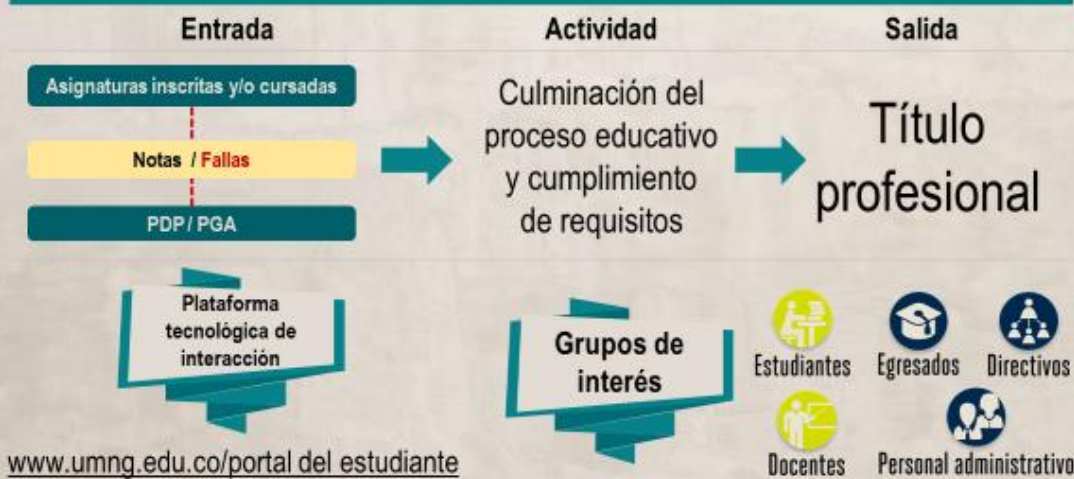 Entrada
Actividad
Salida
Asignaturas inscritas y/o cursadas
Notas / Fallas
PDP / PGA
Culminación del
proceso educativo
y cumplimiento
de requisitos
Título
profesional
Plataforma
tecnológica de
interacción
www.umng.edu.co/portal del estudiante
Grupos de
interés
Estudiantes
Egresados
Directivos
Docentes
Personal administrativo